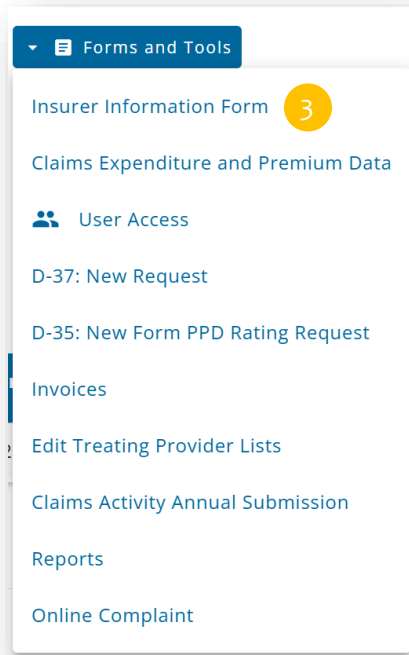 Forms and Tools
Insurer Information Form 3
Claims Expenditure and Premium Data
User Access
D-37: New Request
D-35: New Form PPD Rating Request
Invoices
Edit Treating Provider Lists
Claims Activity Annual Submission
Reports
Online Complaint